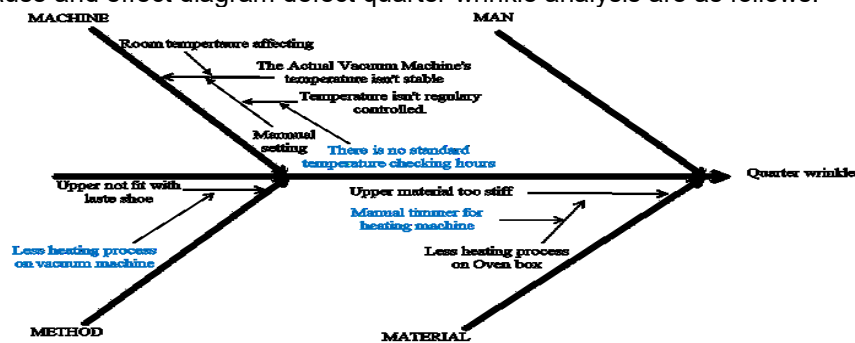 ause and effect diagram defect quarter wrinkle analysis are as follows:
MACHINE
MAN
Room tempertaure affecting
The Actual Vacuum Machine's
temperature isn't stable
Temperature isn't regulary
controlled.
Manmual
setting
There is no standard
temperature checking hours
Quarter wrinkle
Upper not fit with
laste shoe
Upper material too stiff
Manual timmer for
heating machine
Less heating process
on vacuum machine
Less heating process
on Oven box
METHOD
MATERIAL